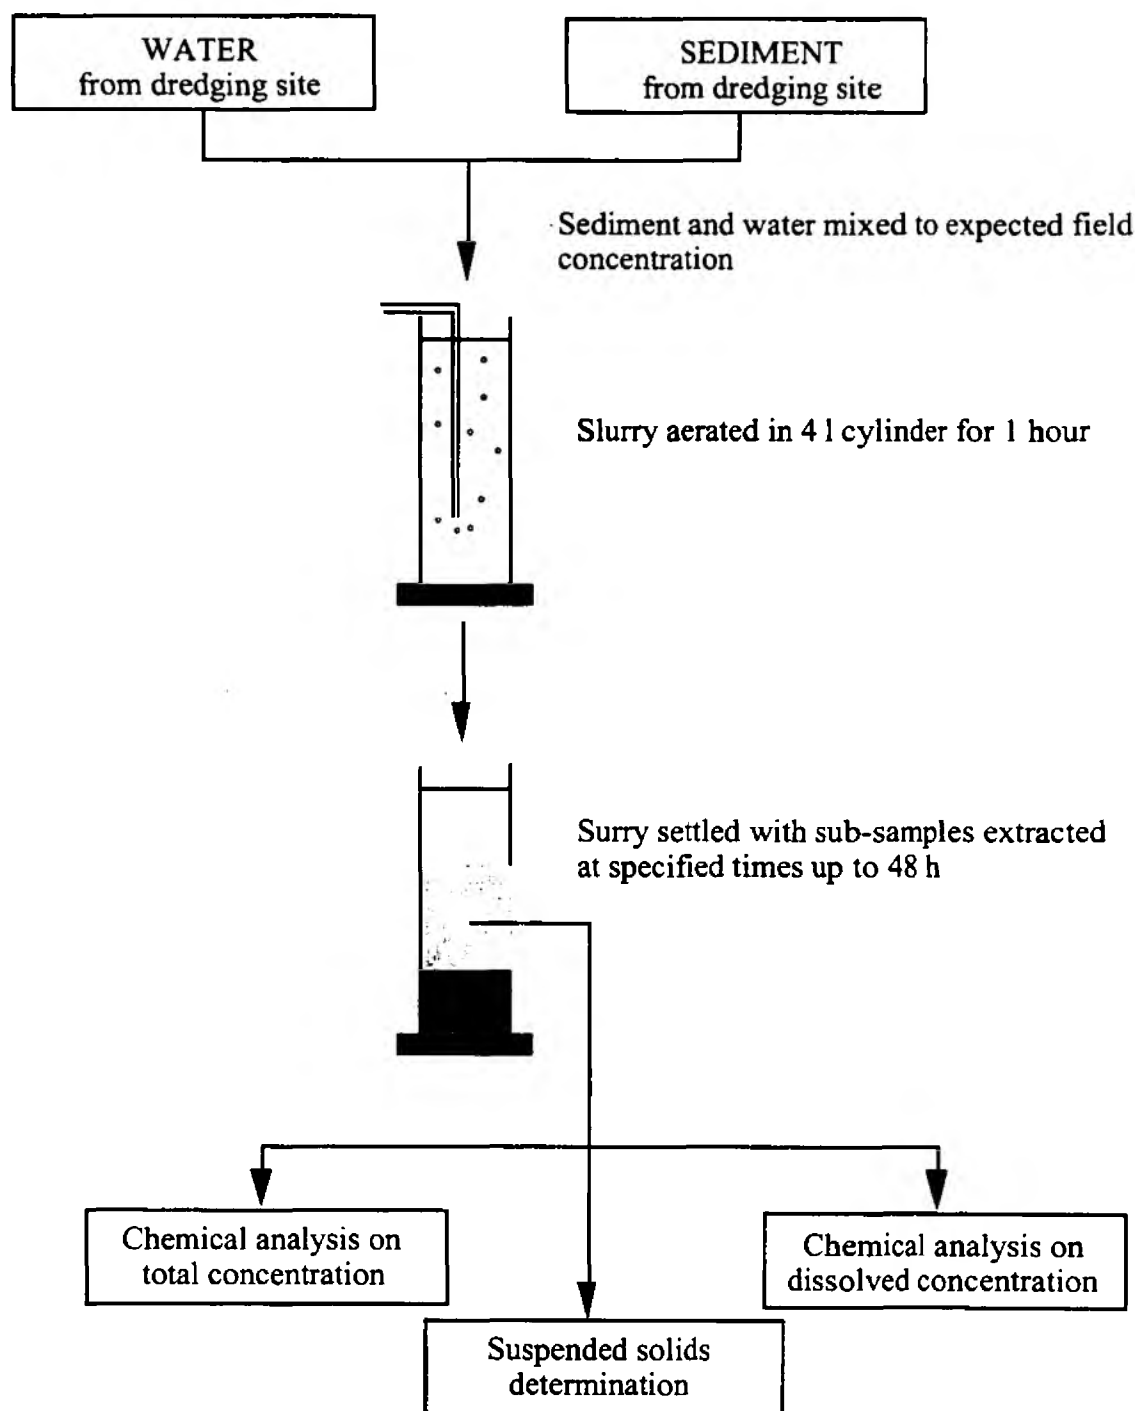 WATER
from dredging site
SEDIMENT
from dredging site
Sediment and water mixed to expected field
concentration
Slurry aerated in 4 l cylinder for 1 hour
Surry settled with sub-samples extracted
at specified times up to 48 h
Chemical analysis on
total concentration
Chemical analysis on
dissolved concentration
Suspended solids
determination